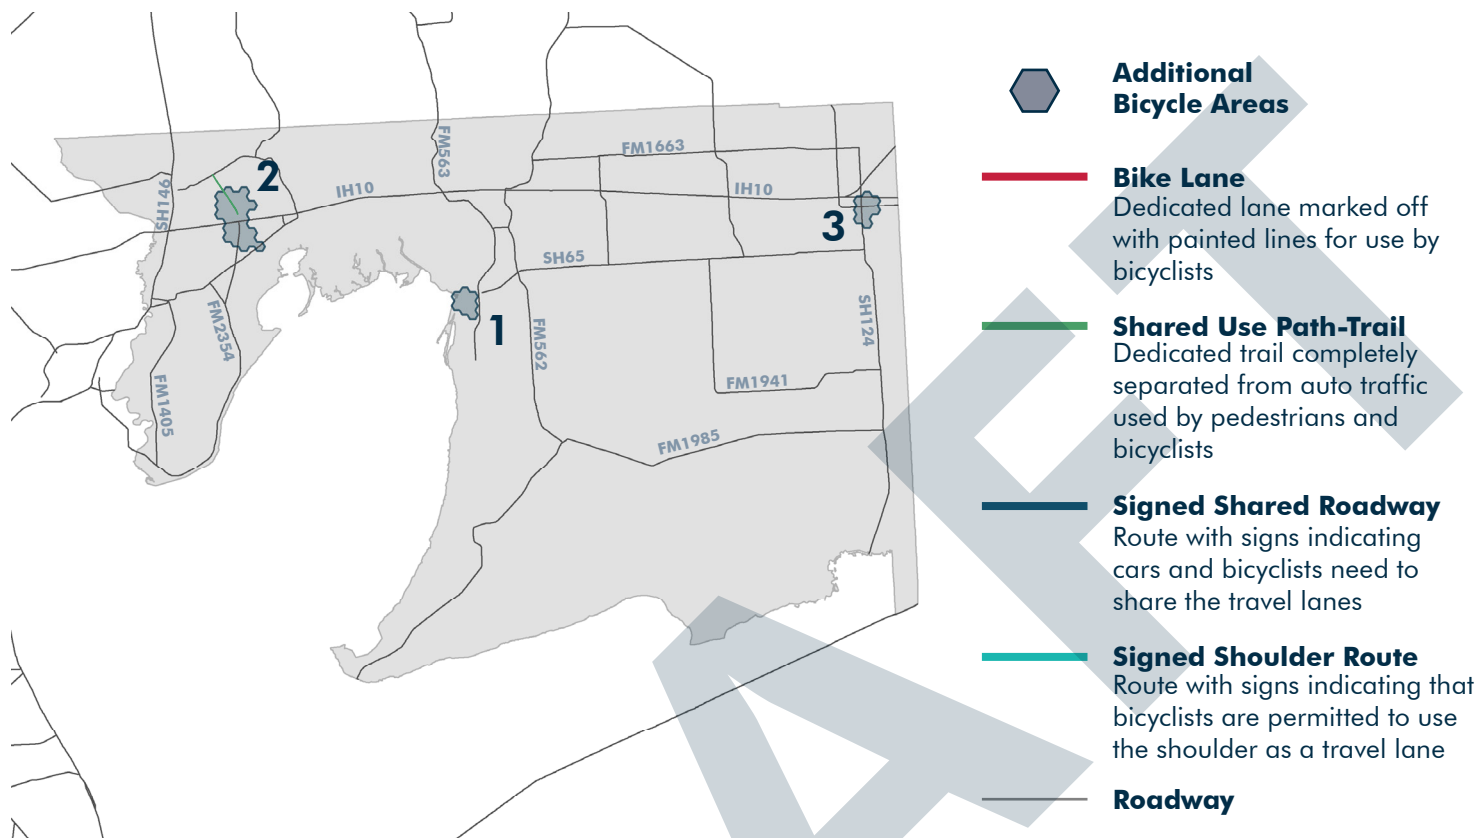 FM1663
FM563
2
IH10
IH10
SH146
3
SH65
1
FM2354
FM562
SH124
FM1405
FM1941
FM1985
Additional
Bicycle Areas
Bike Lane
Dedicated lane marked off
with painted lines for use by
bicyclists
Shared Use Path-Trail
Dedicated trail completely
separated from auto traffic
used by pedestrians and
bicyclists
Signed Shared Roadway
Route with signs indicating
cars and bicyclists need to
share the travel lanes
Signed Shoulder Route
Route with signs indicating that
bicyclists are permitted to use
the shoulder as a travel lane
Roadway
AFT